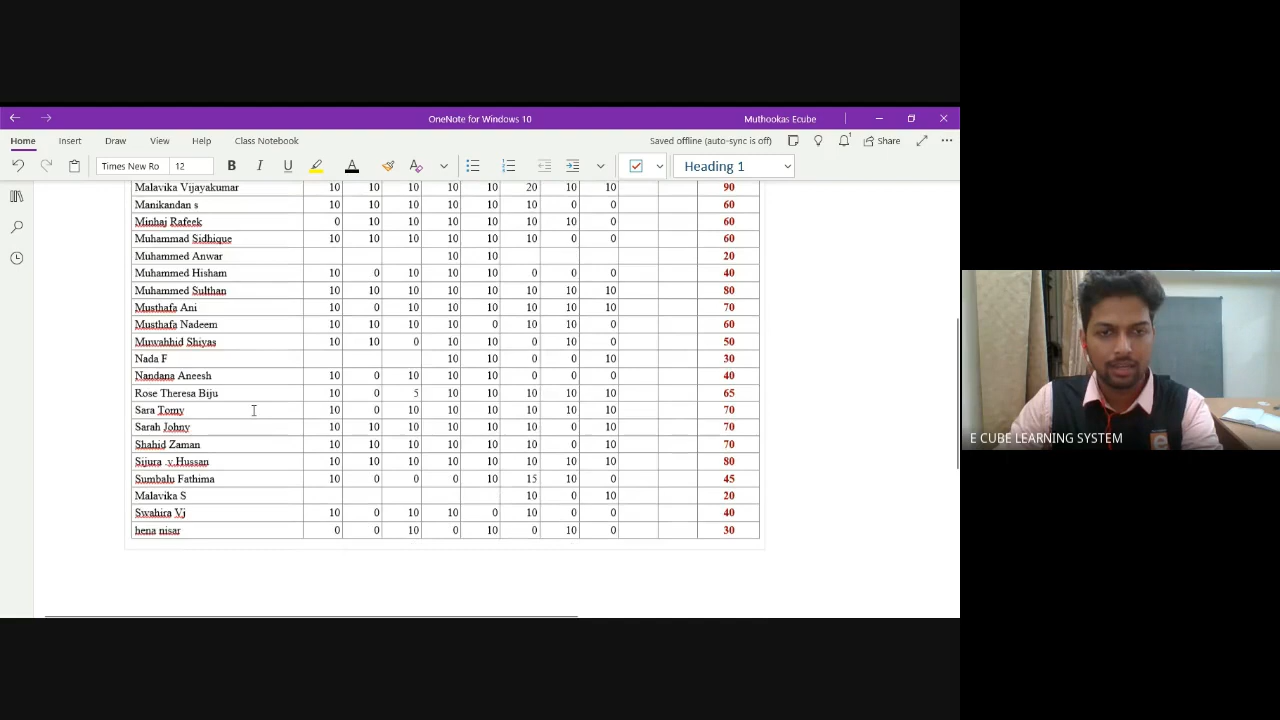 OneNote for Windows 10
Muthookas Ecube
Home Insert Draw View Help Class Notebook Saved offline (auto-sync is off) Share
Times New Ro 12 B I U A Heading 1
Malavika Vijayakumar 10 10 10 10 10 20 10 10 90
Manikandan s 10 10 10 10 10 10 0 0 60
Minhaj Rafeek 0 10 10 10 10 10 10 0 60
Muhammad Sidhique 10 10 10 10 10 10 0 0 60
Muhammed Anwar 10 10 20
Muhammed Hisham 10 0 10 10 10 0 0 0 40
Muhammed Sulthan 10 10 10 10 10 10 10 10 80
Musthafa Ani 10 0 10 10 10 10 10 10 70
Musthafa Nadeem 10 10 10 10 0 10 10 0 60
Muwahhid Shiyas 10 10 0 10 10 0 10 0 50
Nada F 10 10 0 0 10 30
Nandana Aneesh 10 0 10 10 10 0 0 0 40
Rose Theresa Biju 10 0 5 10 10 10 10 10 65
Sara Tomy 10 0 10 10 10 10 10 10 70
Sarah Johny 10 10 10 10 10 10 0 10 70
Shahid Zaman 10 10 10 10 10 10 0 10 70
Sijura .v.Hussan 10 10 10 10 10 10 10 10 80
Sumbalu Fathima 10 0 0 0 10 15 10 0 45
Malavika S 10 0 10 20
Swahira Vj 10 0 10 10 0 10 0 0 40
hena nisar 0 0 10 0 10 0 10 0 30
E CUBE LEARNING SYSTEM